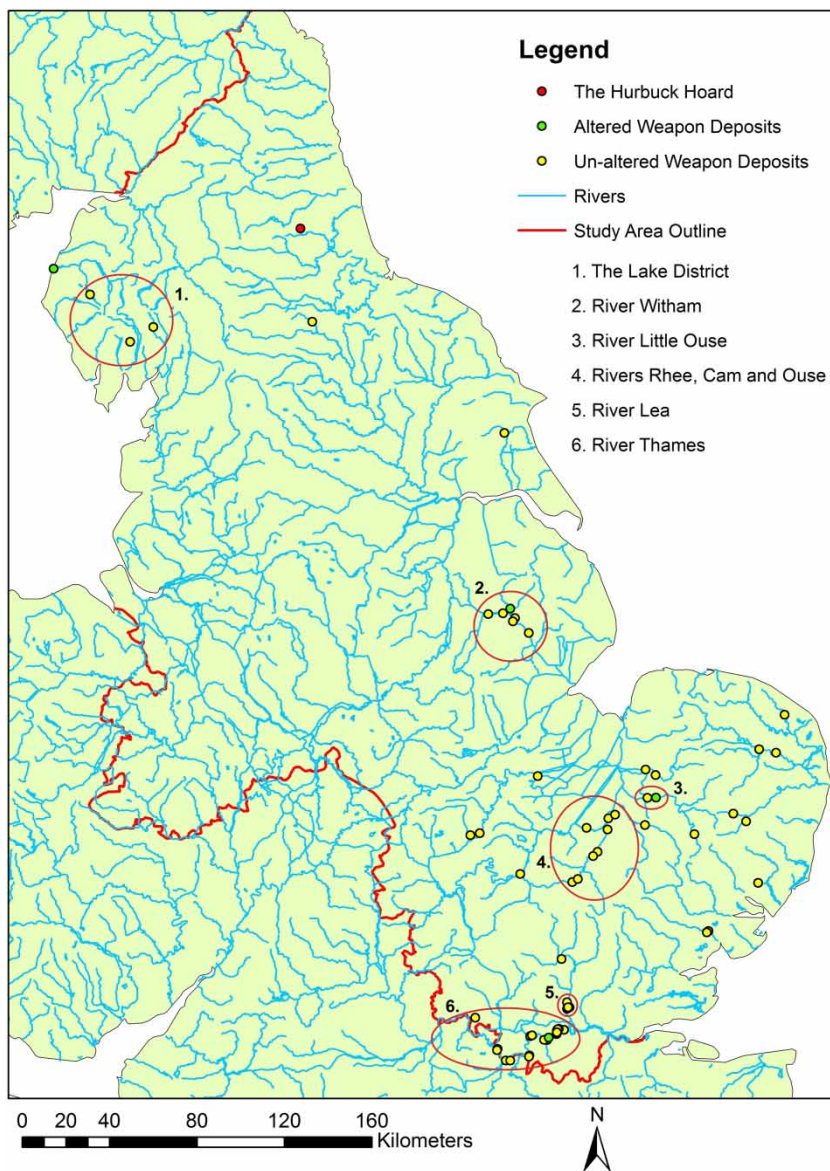 Legend
The Hurbuck Hoard
Altered Weapon Deposits
Un-altered Weapon Deposits
Rivers
Study Area Outline
1. The Lake District
2. River Witham
3. River Little Ouse
4. Rivers Rhee, Cam and Ouse
5. River Lea
6. River Thames
1.
2.
3.
4.
5.
6.
0 20 40 80 120 160
Kilometers
N